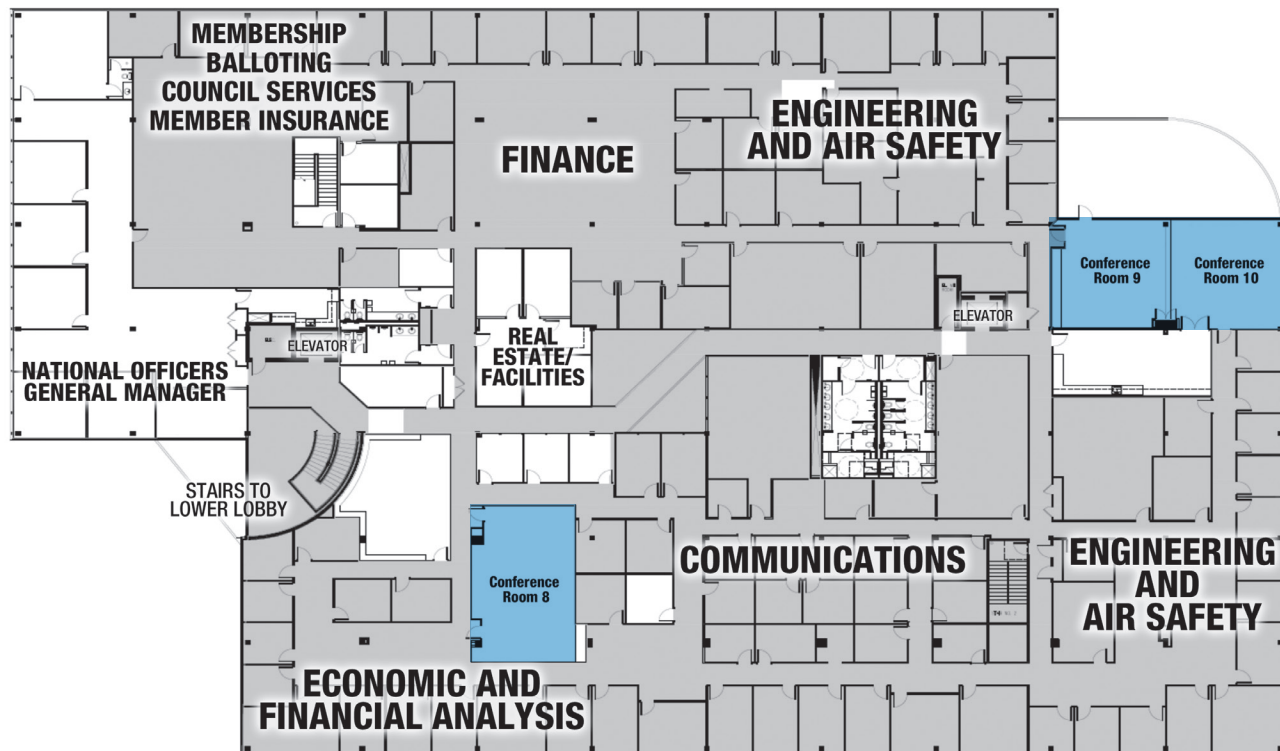 MEMBERSHIP
BALLOTING
COUNCIL SERVICES
MEMBER INSURANCE
FINANCE
ENGINEERING
AND AIR SAFETY
Conference
Room 9
Conference
Room 10
ELEVATOR
ELEVATOR
REAL
ESTATE/
FACILITIES
NATIONAL OFFICERS
GENERAL MANAGER
STAIRS TO
LOWER LOBBY
Conference
Room 8
COMMUNICATIONS
ENGINEERING
AND
AIR SAFETY
ECONOMIC AND
FINANCIAL ANALYSIS